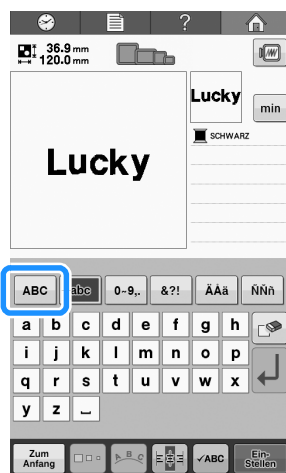 ?
36.9 mm
120.0 mm
Lucky
min
SCHWARZ
Lucky
ABC abc 0~9,. &?! ÄÀä ÑÑñ
a b c d e f g h
i j k l m n o p
q r s t u v w x
y z
Zum Anfang
A B C
✓ABC
Ein-
Stellen